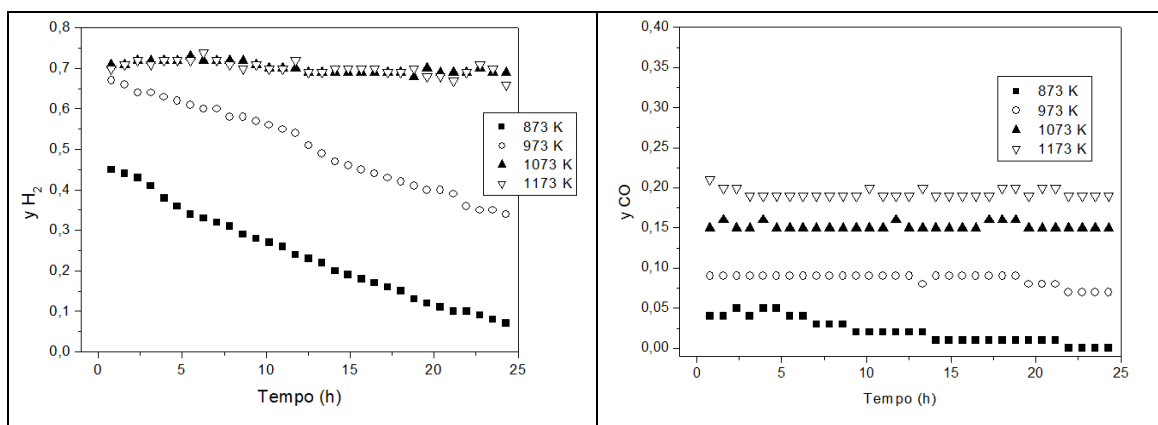 0,8
0,7
0,6
0,5
0,4
0,3
0,2
0,1
0,0
y H₂
0 5 10 15 20 25
Tempo (h)
873 K
973 K
1073 K
1173 K
0,40
0,35
0,30
0,25
0,20
0,15
0,10
0,05
0,00
y CO
0 5 10 15 20 25
Tempo (h)
873 K
973 K
1073 K
1173 K